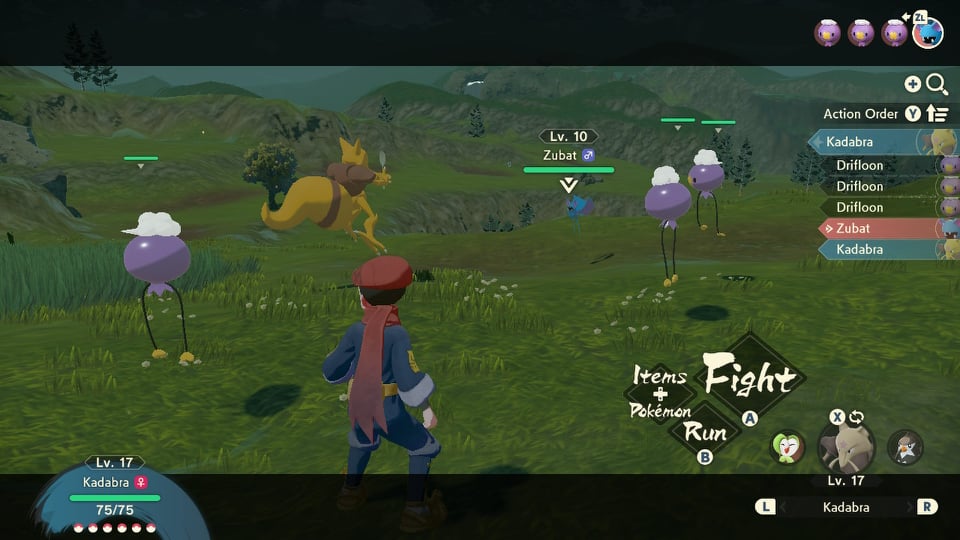 ZL
Action Order Y
Kadabra
Drifloon
Drifloon
Drifloon
Zubat
Kadabra
Lv. 10
Zubat ♂
Items
Pokémon
Fight
A
Run
B
X
Lv. 17
L Kadabra R
Lv. 17
Kadabra ♀
75/75